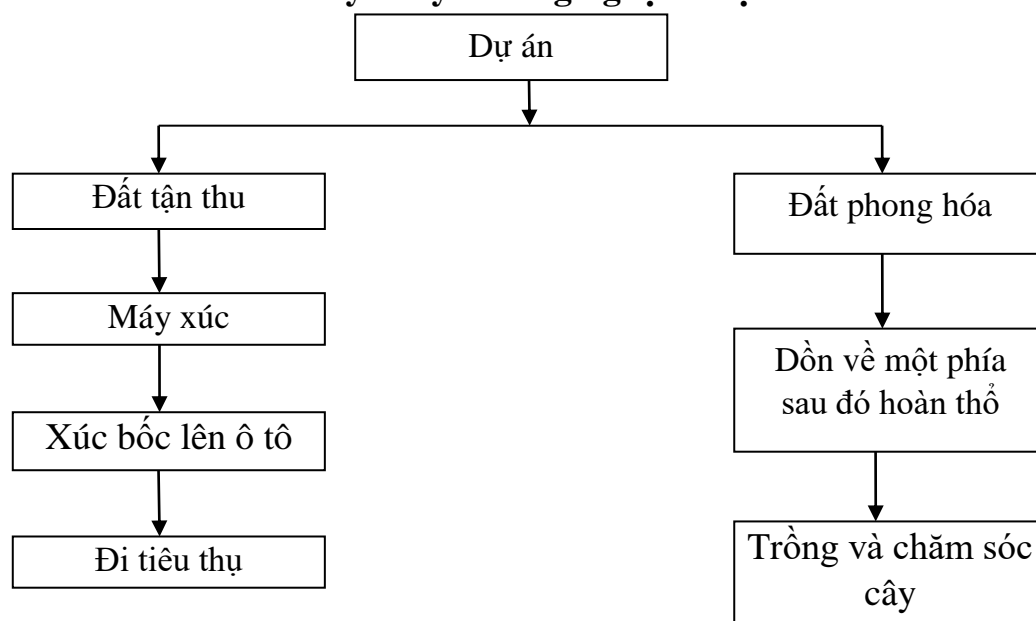 Dự án
Đất tận thu
Máy xúc
Xúc bốc lên ô tô
Đi tiêu thụ
Đất phong hóa
Dồn về một phía
sau đó hoàn thổ
Trồng và chăm sóc
cây